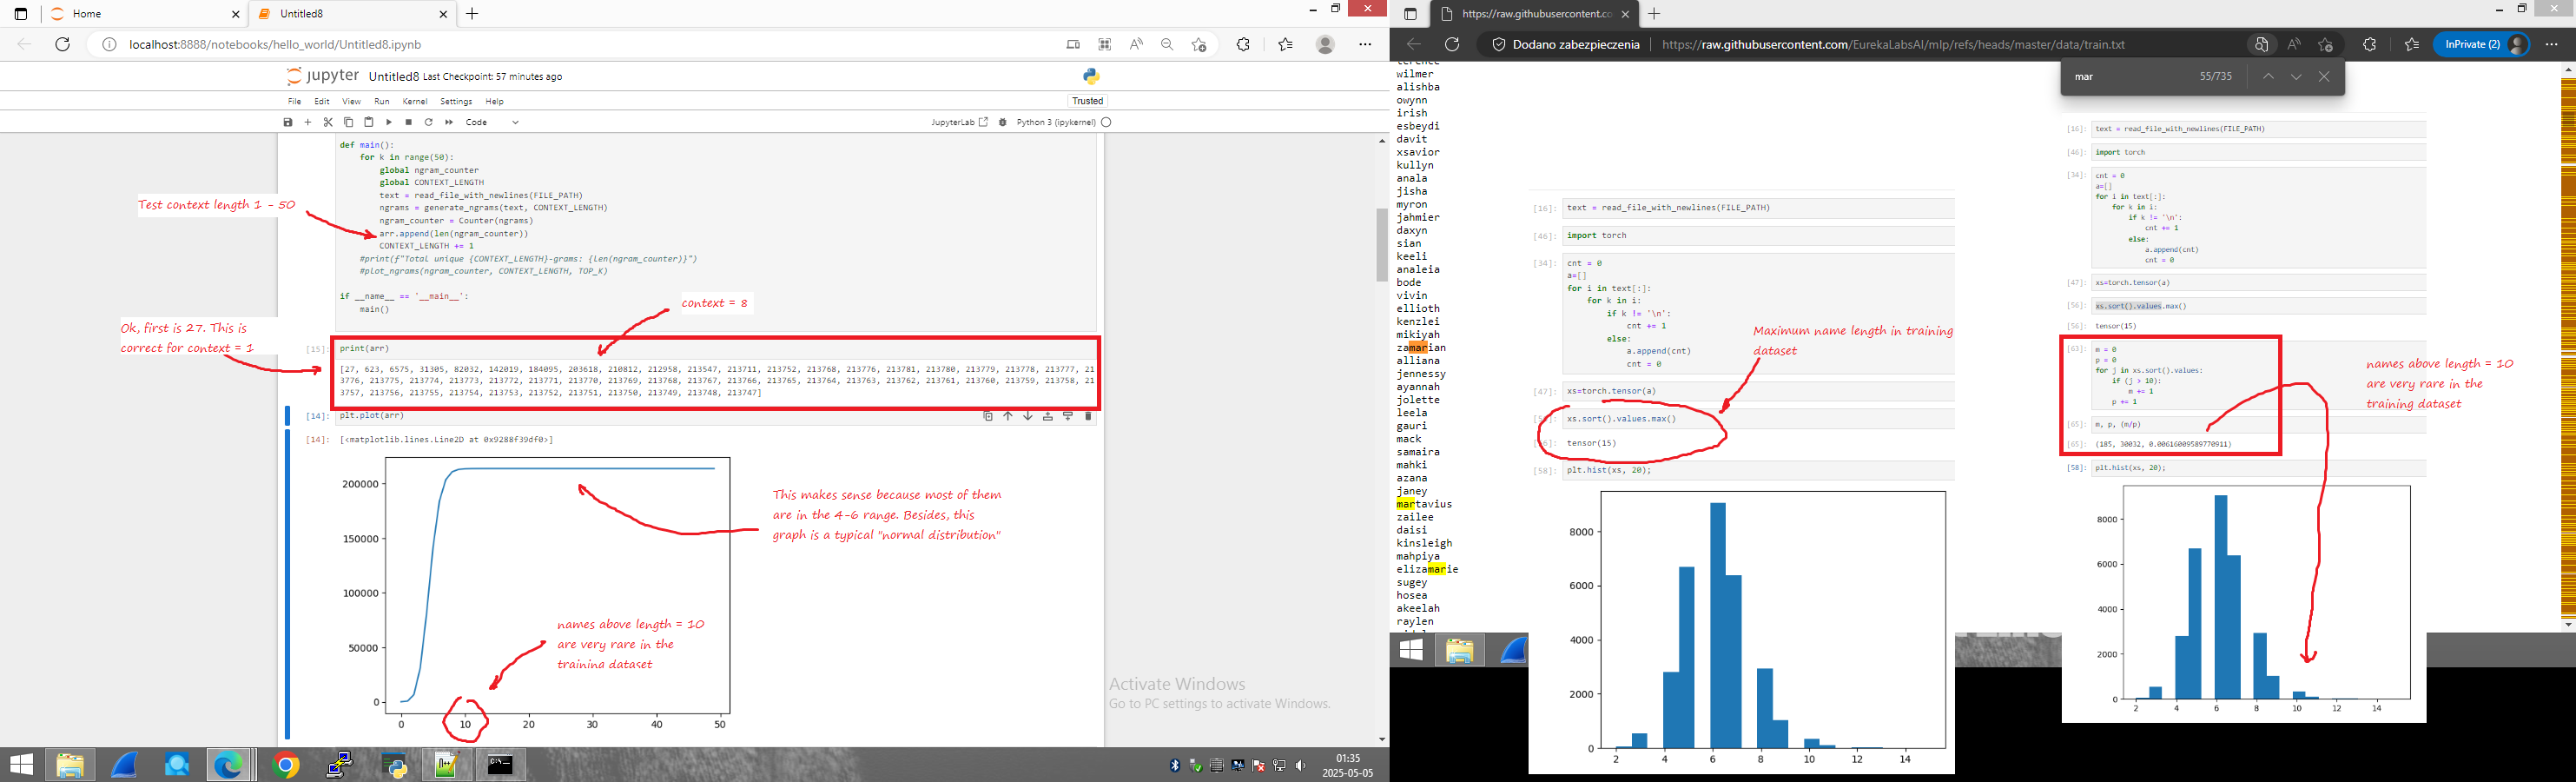 Home
Untitled8
localhost:8888/notebooks/hello_world/Untitled8.ipynb
jupyter Untitled8 Last Checkpoint: 57 minutes ago
File Edit View Run Kernel Settings Help
Trusted
Code
JupyterLab
Python 3 (ipykernel)
def main():
    for k in range(50):
        global ngram_counter
        global CONTEXT_LENGTH
        text = read_file_with_newlines(FILE_PATH)
        ngrams = generate_ngrams(text, CONTEXT_LENGTH)
        ngram_counter = Counter(ngrams)
        arr.append(len(ngram_counter))
        CONTEXT_LENGTH += 1
        #print(f"Total unique {CONTEXT_LENGTH}-grams: {len(ngram_counter)}")
        #plot_ngrams(ngram_counter, CONTEXT_LENGTH, TOP_K)
if __name__ == '__main__':
    main()
Test context length 1 - 50
context = 8
Ok, first is 27. This is
correct for context = 1
[15]: print(arr)
[27, 623, 6575, 31305, 82032, 142019, 184095, 203618, 210812, 212958, 213547, 213711, 213752, 213768, 213776, 213781, 213780, 213779, 213778, 213777, 21
3776, 213775, 213774, 213773, 213772, 213771, 213770, 213769, 213768, 213767, 213766, 213765, 213764, 213763, 213762, 213761, 213760, 213759, 213758, 21
3757, 213756, 213755, 213754, 213753, 213752, 213751, 213750, 213749, 213748, 213747]
[14]: plt.plot(arr)
[14]: [<matplotlib.lines.Line2D at 0x9288f39df0>]
200000
150000
100000
50000
0
0 10 20 30 40 50
This makes sense because most of them
are in the 4-6 range. Besides, this
graph is a typical "normal distribution"
names above length = 10
are very rare in the
training dataset
Activate Windows
Go to PC settings to activate Windows.
01:35
2025-05-05
https://raw.githubusercontent.co
Dodano zabezpieczenia
https://raw.githubusercontent.com/EurekaLabsAI/mlp/refs/heads/master/data/train.txt
InPrivate (2)
mar
55/735
terence
wilmer
alishba
owynn
irish
esbeydi
davit
xsavior
kullyn
anala
jisha
myron
jahmier
daxyn
sian
keeli
analeia
bode
vivin
ellioth
kenzlei
mikiyah
zamarian
alliana
jennessy
ayannah
jolette
leela
gauri
mack
samaira
mahki
azana
janey
martavius
zailee
daisi
kinsleigh
mahpiya
elizamarie
sugey
hosea
akeelah
raylen
[16]: text = read_file_with_newlines(FILE_PATH)
[46]: import torch
[34]: cnt = 0
a=[]
for i in text[:]:
    for k in i:
        if k != '\n':
            cnt += 1
        else:
            a.append(cnt)
            cnt = 0
[47]: xs=torch.tensor(a)
xs.sort().values.max()
tensor(15)
[58]: plt.hist(xs, 20);
Maximum name length in training
dataset
8000
6000
4000
2000
0
2 4 6 8 10 12 14
[16]: text = read_file_with_newlines(FILE_PATH)
[46]: import torch
[34]: cnt = 0
a=[]
for i in text[:]:
    for k in i:
        if k != '\n':
            cnt += 1
        else:
            a.append(cnt)
            cnt = 0
[47]: xs=torch.tensor(a)
[56]: xs.sort().values.max()
[56]: tensor(15)
[63]: m = 0
p = 0
for j in xs.sort().values:
    if (j > 10):
        m += 1
    p += 1
[65]: m, p, (m/p)
[65]: (185, 30032, 0.00616009589770911)
[58]: plt.hist(xs, 20);
names above length = 10
are very rare in the
training dataset
8000
6000
4000
2000
0
2 4 6 8 10 12 14